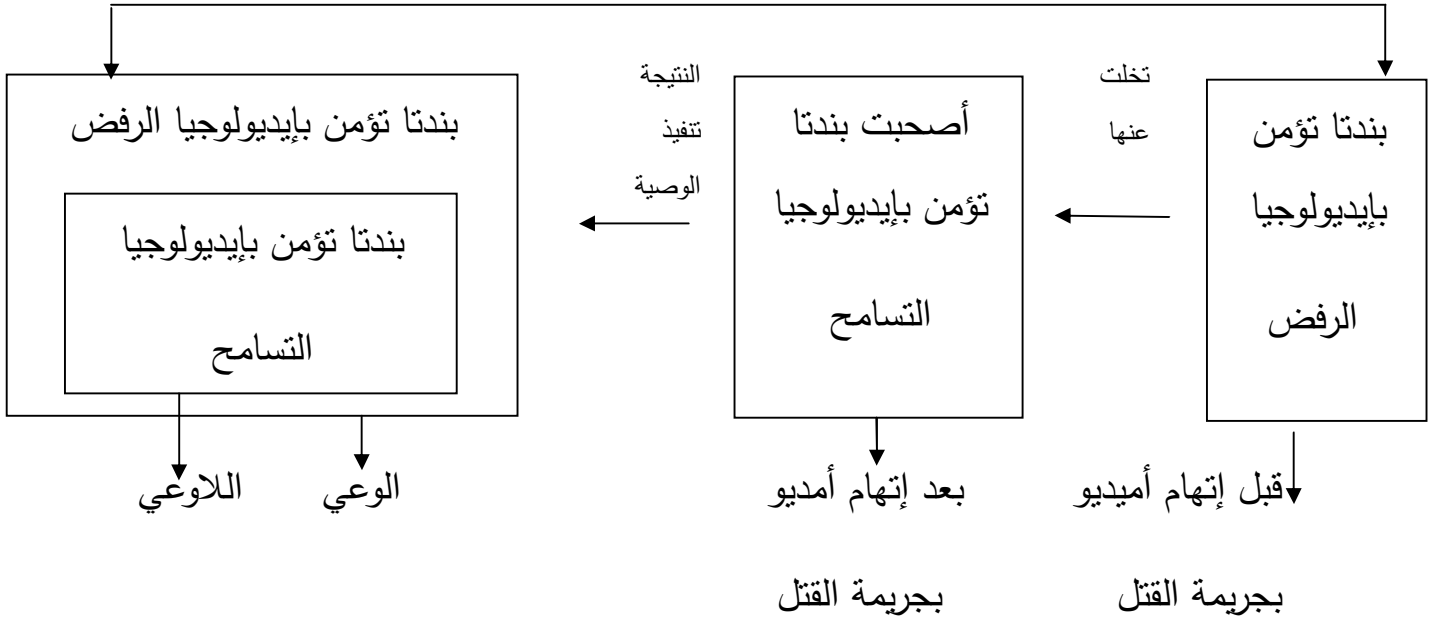 بندتا تؤمن
بإيديولوجيا
الرفض
تخلت
عنها
أصحبت بندتا
تؤمن بإيديولوجيا
التسامح
النتيجة
تنفيذ
الوصية
بندتا تؤمن بإيديولوجيا الرفض
بندتا تؤمن بإيديولوجيا
التسامح
قبل إتهام أميديو
بجريمة القتل
بعد إتهام أمديو
بجريمة القتل
الوعي
اللاوعي